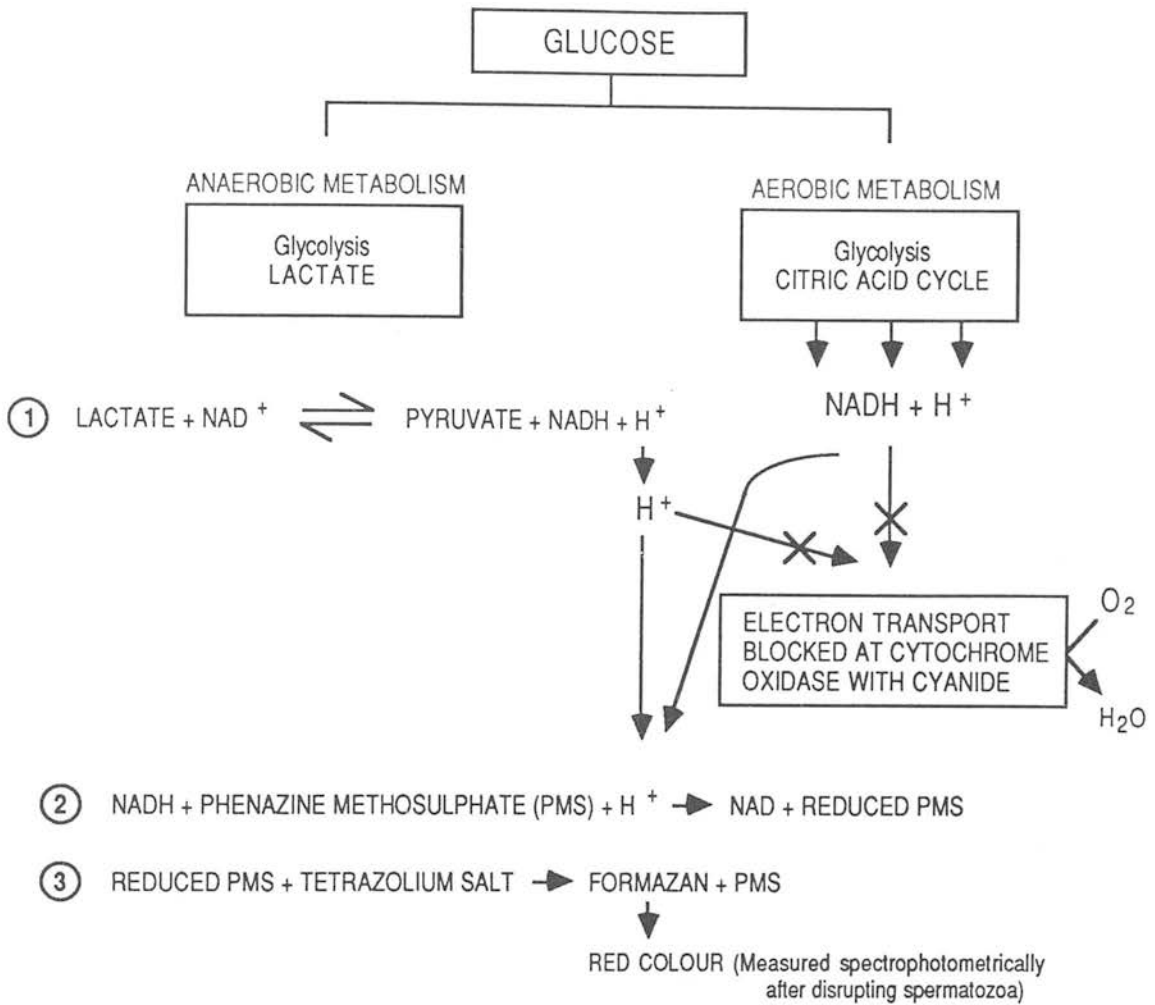 GLUCOSE
ANAEROBIC METABOLISM
Glycolysis
LACTATE
AEROBIC METABOLISM
Glycolysis
CITRIC ACID CYCLE
NADH + H+
1 LACTATE + NAD+ ⇌ PYRUVATE + NADH + H+
H+
ELECTRON TRANSPORT
BLOCKED AT CYTOCHROME
OXIDASE WITH CYANIDE
O2
H2O
2 NADH + PHENAZINE METHOSULPHATE (PMS) + H+ → NAD + REDUCED PMS
3 REDUCED PMS + TETRAZOLIUM SALT → FORMAZAN + PMS
RED COLOUR (Measured spectrophotometrically
after disrupting spermatozoa)